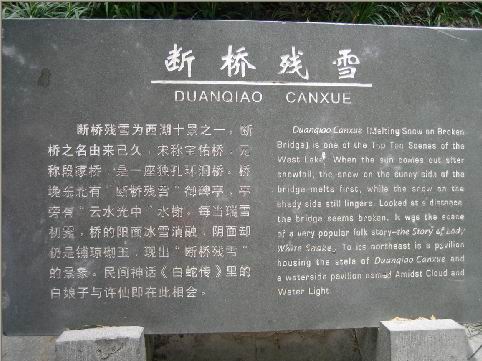 断桥残雪
DUANQIAO CANXUE
断桥残雪为西湖十景之一，断
桥之名由来已久，宋称宝佑桥，元
称段家桥，是一座独孔环洞桥。桥
东北有“断桥残雪”御碑亭，亭
旁有“云水光中”水榭。每当瑞雪
初霁，桥的阳面冰雪消融，阴面却
是铺琼砌玉，现出“断桥残雪”
的景象。民间神话《白蛇传》里的
白娘子与许仙即在此相会。
Duanqiao Canxue (Melting Snow on Broken
Bridge) is one of the Top Ten Scenes of the
West Lake. When the sun comes out after
snowfall, the snow on the sunny side of the
bridge melts first, while the snow on the
shady side still lingers. Looked at a distance,
the bridge seems broken. It was the scene
of a very popular folk story–the Story of Lady
White Snake. To its northeast is a pavilion
housing the stela of Duanqiao Canxue and
a waterside pavilion named Amidst Cloud and
Water Light.